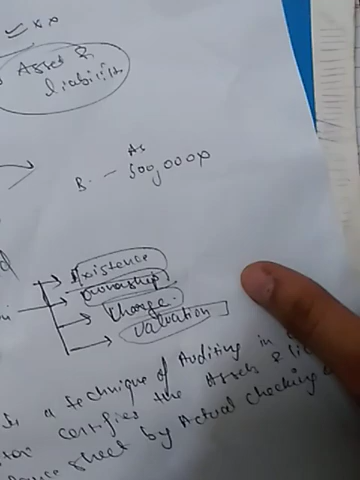 Asset &
liabilities
As
B. - 500,000
Existence
ownership
Charge.
Valuation
is a technique of Auditing in
certifies the Assets &
sheet by Actual checking